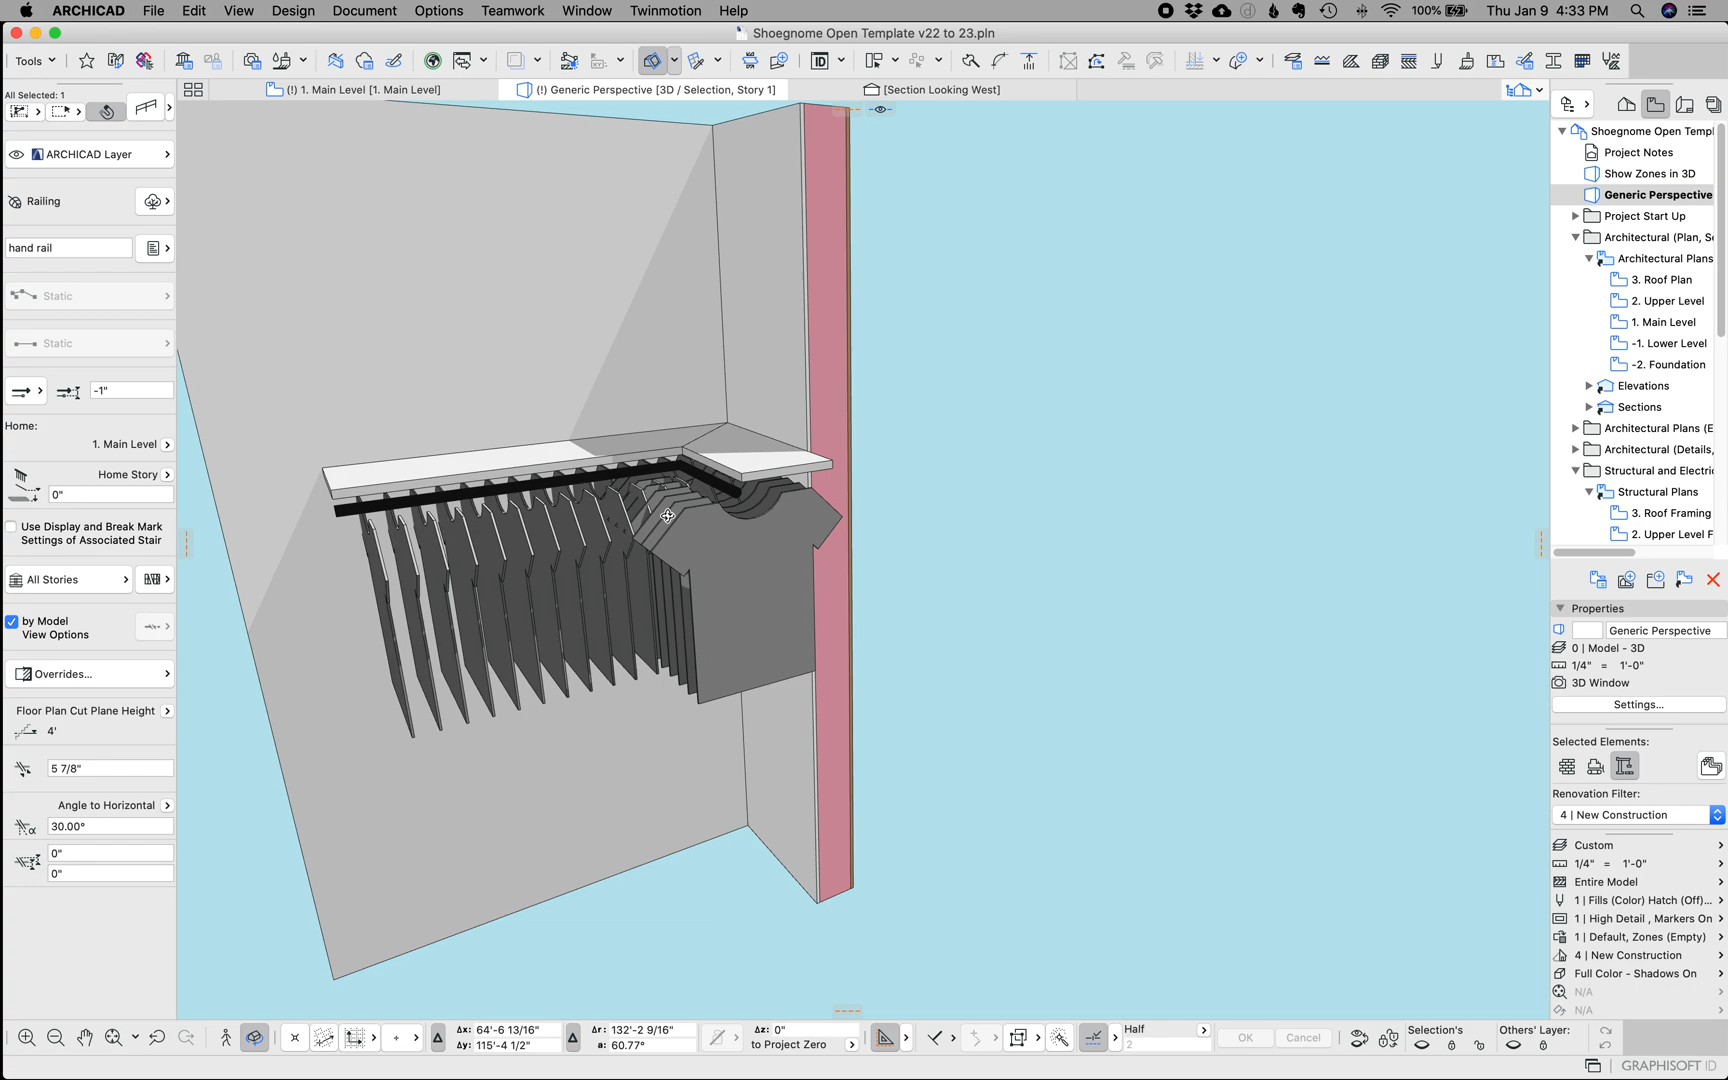 ARCHICAD File Edit View Design Document Options Teamwork Window Twinmotion Help 100% Thu Jan 9 4:33 PM
Shoegnome Open Template v22 to 23.pln
Tools
(!) 1. Main Level [1. Main Level]
(!) Generic Perspective [3D / Selection, Story 1]
[Section Looking West]
All Selected: 1
ARCHICAD Layer
Railing
hand rail
Static
Static
-1"
Home:
1. Main Level
Home Story
0"
Use Display and Break Mark
Settings of Associated Stair
All Stories
by Model
View Options
Overrides...
Floor Plan Cut Plane Height
4'
5 7/8"
Angle to Horizontal
30.00°
0"
0"
Shoegnome Open Templ
Project Notes
Show Zones in 3D
Generic Perspective
Project Start Up
Architectural (Plan, Se
Architectural Plans
3. Roof Plan
2. Upper Level
1. Main Level
-1. Lower Level
-2. Foundation
Elevations
Sections
Architectural Plans (E
Architectural (Details,
Structural and Electric
Structural Plans
3. Roof Framing
2. Upper Level F
Properties
Generic Perspective
0 | Model - 3D
1/4" = 1'-0"
3D Window
Settings...
Selected Elements:
Renovation Filter:
4 | New Construction
Custom
1/4" = 1'-0"
Entire Model
1 | Fills (Color) Hatch (Off)...
1 | High Detail , Markers On
1 | Default, Zones (Empty)
4 | New Construction
Full Color - Shadows On
N/A
N/A
Δx: 64'-6 13/16"
Δy: 115'-4 1/2"
Δr: 132'-2 9/16"
a: 60.77°
Δz: 0"
to Project Zero
Half
2
OK
Cancel
Selection's
Others' Layer:
GRAPHISOFT ID